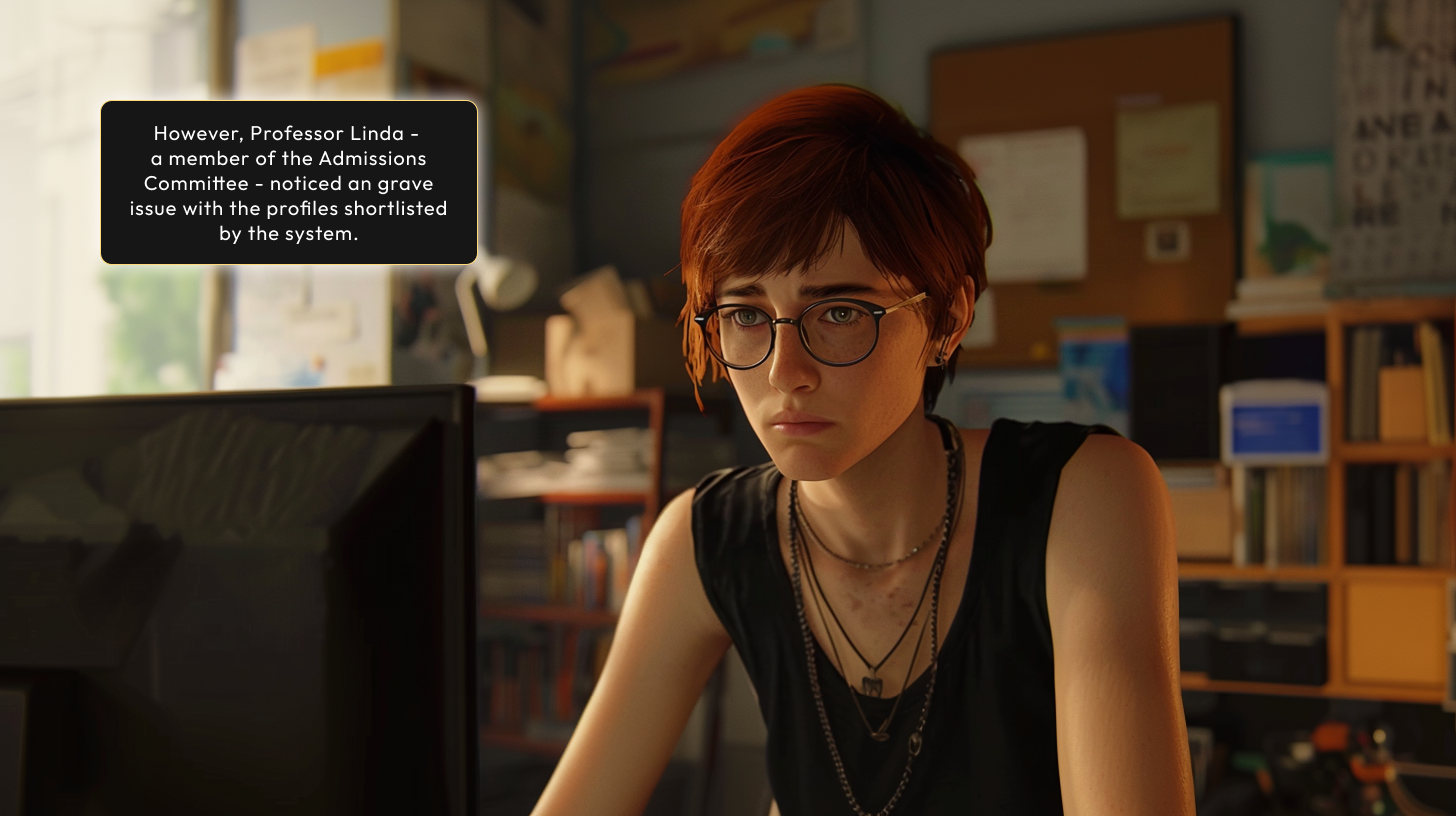 However, Professor Linda -
a member of the Admissions
Committee - noticed an grave
issue with the profiles shortlisted
by the system.